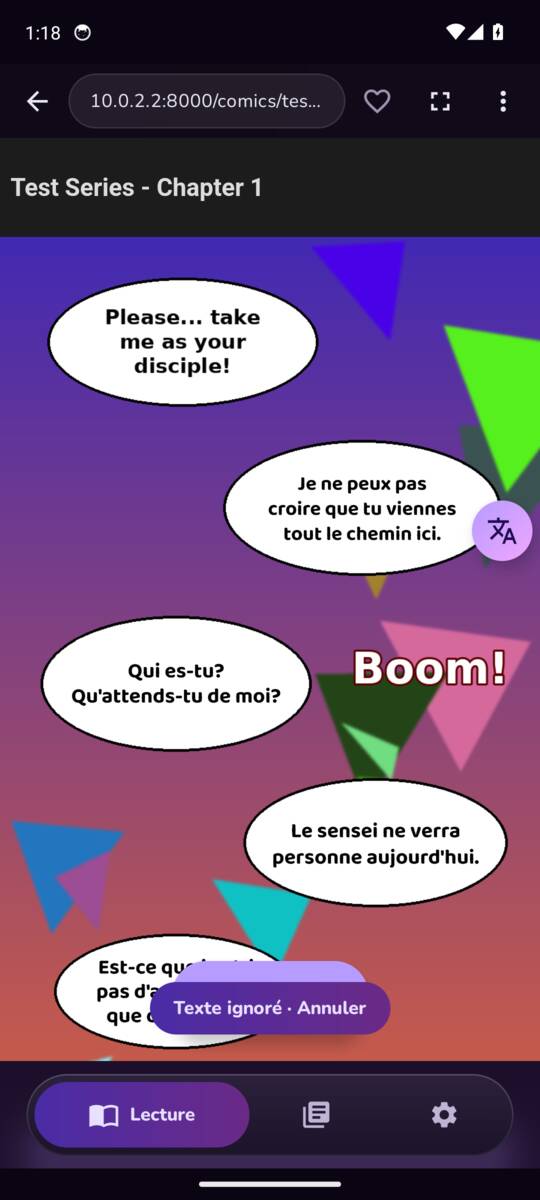 1:18
10.0.2.2:8000/comics/tes...
Test Series - Chapter 1
Please... take
me as your
disciple!
Je ne peux pas
croire que tu viennes
tout le chemin ici.
Qui es-tu?
Qu'attends-tu de moi?
Boom!
Le sensei ne verra
personne aujourd'hui.
Est-ce
pas
que
Texte ignoré · Annuler
Lecture